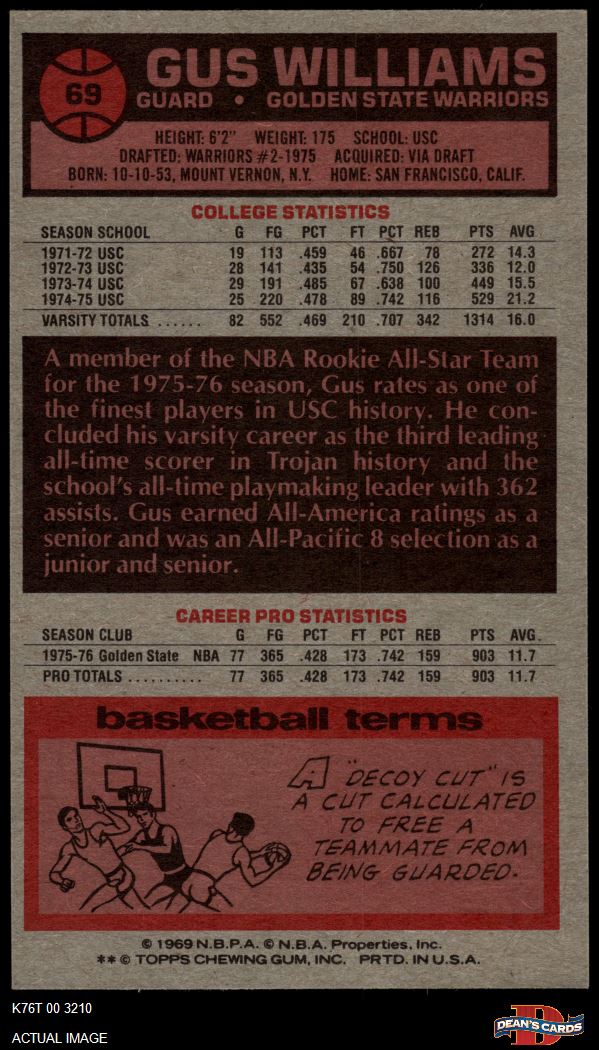 69
GUS WILLIAMS
GUARD • GOLDEN STATE WARRIORS
HEIGHT: 6'2" WEIGHT: 175 SCHOOL: USC
DRAFTED: WARRIORS #2-1975 ACQUIRED: VIA DRAFT
BORN: 10-10-53, MOUNT VERNON, N.Y. HOME: SAN FRANCISCO, CALIF.
COLLEGE STATISTICS
SEASON SCHOOL G FG PCT FT PCT REB PTS AVG
1971-72 USC 19 113 .459 46 .667 78 272 14.3
1972-73 USC 28 141 .435 54 .750 126 336 12.0
1973-74 USC 29 191 .485 67 .638 100 449 15.5
1974-75 USC 25 220 .478 89 .742 116 529 21.2
VARSITY TOTALS ...... 82 552 .469 210 .707 342 1314 16.0
A member of the NBA Rookie All-Star Team
for the 1975-76 season, Gus rates as one of
the finest players in USC history. He con-
cluded his varsity career as the third leading
all-time scorer in Trojan history and the
school's all-time playmaking leader with 362
assists. Gus earned All-America ratings as a
senior and was an All-Pacific 8 selection as a
junior and senior.
CAREER PRO STATISTICS
SEASON CLUB G FG PCT FT PCT REB PTS AVG.
1975-76 Golden State NBA 77 365 .428 173 .742 159 903 11.7
PRO TOTALS .......... 77 365 .428 173 .742 159 903 11.7
basketball terms
A "DECOY CUT" IS
A CUT CALCULATED
TO FREE A
TEAMMATE FROM
BEING GUARDED.
© 1969 N.B.P.A. © N.B.A. Properties, Inc.
** © TOPPS CHEWING GUM, INC. PRTD. IN U.S.A.
K76T 00 3210
ACTUAL IMAGE
D
DEAN'S CARDS